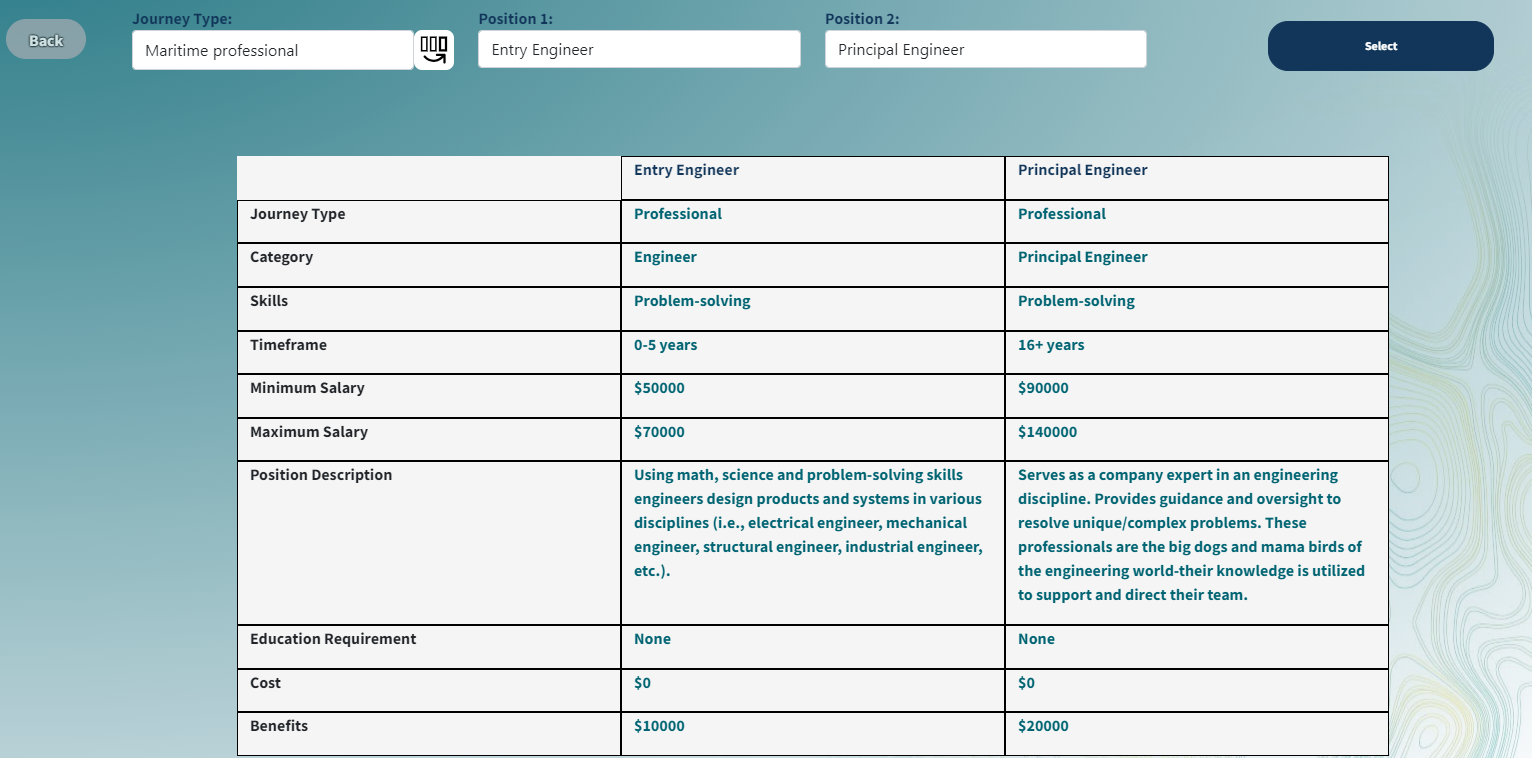 Back
Journey Type:
Maritime professional
Position 1:
Entry Engineer
Position 2:
Principal Engineer
Select
Entry Engineer Principal Engineer
Journey Type Professional Professional
Category Engineer Principal Engineer
Skills Problem-solving Problem-solving
Timeframe 0-5 years 16+ years
Minimum Salary $50000 $90000
Maximum Salary $70000 $140000
Position Description
Using math, science and problem-solving skills
engineers design products and systems in various
disciplines (i.e., electrical engineer, mechanical
engineer, structural engineer, industrial engineer,
etc.).
Serves as a company expert in an engineering
discipline. Provides guidance and oversight to
resolve unique/complex problems. These
professionals are the big dogs and mama birds of
the engineering world-their knowledge is utilized
to support and direct their team.
Education Requirement None None
Cost $0 $0
Benefits $10000 $20000